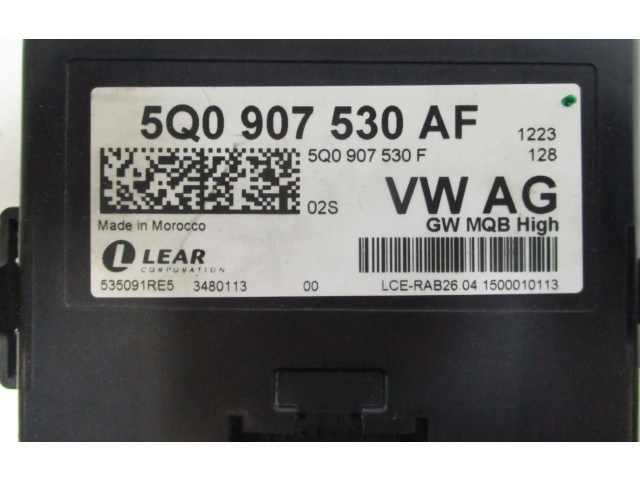 5Q0 907 530 AF 1223
5Q0 907 530 F 128
02S VW AG
Made in Morocco GW MQB High
LEAR
CORPORATION
535091RE5 3480113 00 LCE-RAB26.04.1500010113